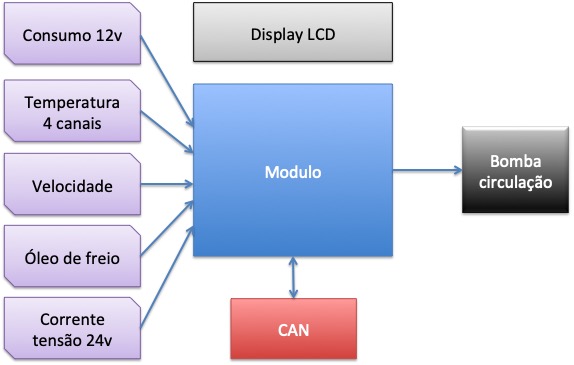 Consumo 12v
Display LCD
Temperatura
4 canais
Modulo
Velocidade
Bomba
circulação
Óleo de freio
Corrente
tensão 24v
CAN